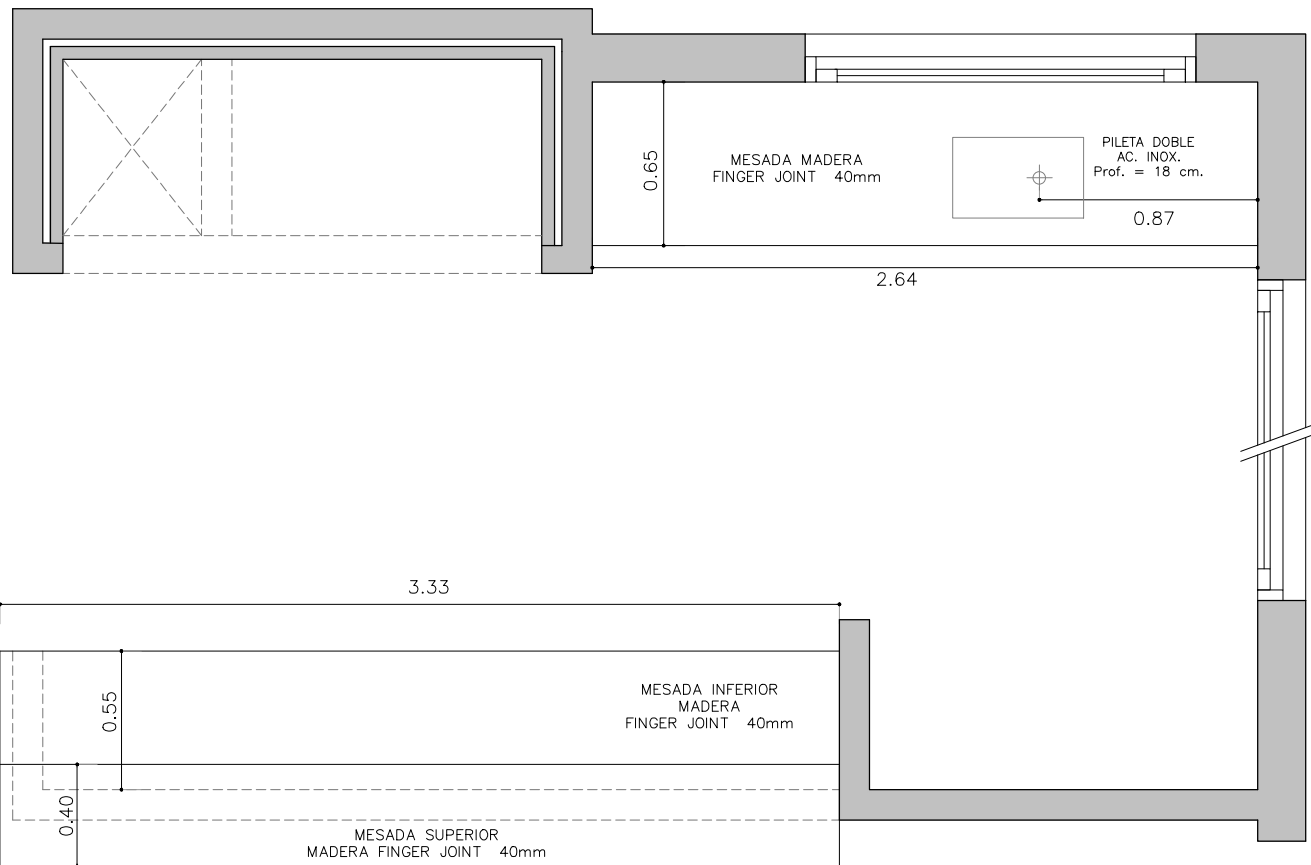 MESADA MADERA
FINGER JOINT 40mm
PILETA DOBLE
AC. INOX.
Prof. = 18 cm.
0.65
0.87
2.64
3.33
0.55
MESADA INFERIOR
MADERA
FINGER JOINT 40mm
0.40
MESADA SUPERIOR
MADERA FINGER JOINT 40mm